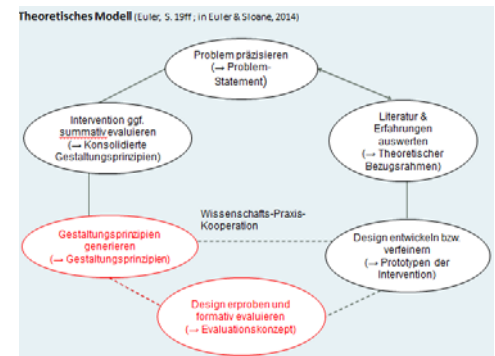 Theoretisches Modell (Euler, S. 19ff; in Euler & Sloane, 2014)
Problem präzisieren
(→ Problem-
Statement)
Intervention ggf.
summativ evaluieren
(→ Konsolidierte
Gestaltungsprinzipien)
Literatur &
Erfahrungen
auswerten
(→ Theoretischer
Bezugsrahmen)
Wissenschafts-Praxis-
Kooperation
Gestaltungsprinzipien
generieren
(→ Gestaltungsprinzipien)
Design entwickeln bzw.
verfeinern
(→ Prototypen der
Intervention)
Design erproben und
formativ evaluieren
(→ Evaluationskonzept)